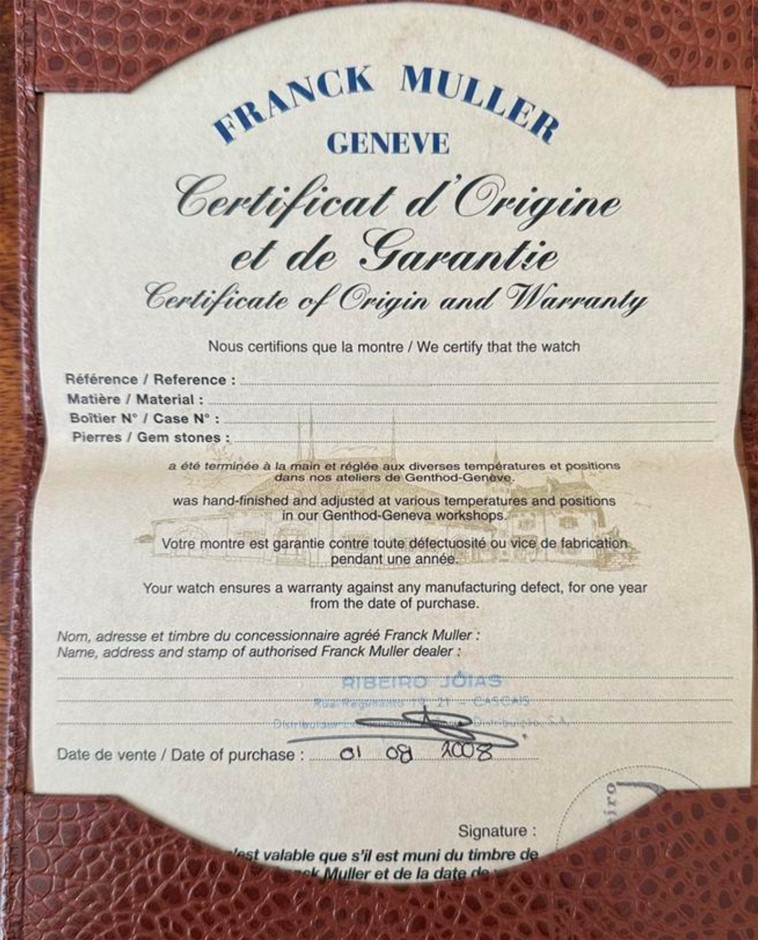 FRANCK MULLER
GENEVE
Certificat d'Origine
et de Garantie
Certificate of Origin and Warranty
Nous certifions que la montre / We certify that the watch
Référence / Reference :
Matière / Material :
Boîtier N° / Case N° :
Pierres / Gem stones :
a été terminée à la main et réglée aux diverses températures et positions
dans nos ateliers de Genthod-Genève.
was hand-finished and adjusted at various temperatures and positions
in our Genthod-Geneva workshops.
Votre montre est garantie contre toute défectuosité ou vice de fabrication
pendant une année.
Your watch ensures a warranty against any manufacturing defect, for one year
from the date of purchase.
Nom, adresse et timbre du concessionnaire agréé Franck Muller :
Name, address and stamp of authorised Franck Muller dealer :
RIBEIRO JÓIAS
Rua CASCAIS
Distribuição, S.A.
Date de vente / Date of purchase : 01 09 2008
Signature :
eiro
'est valable que s'il est muni du timbre de
ck Muller et de la date de